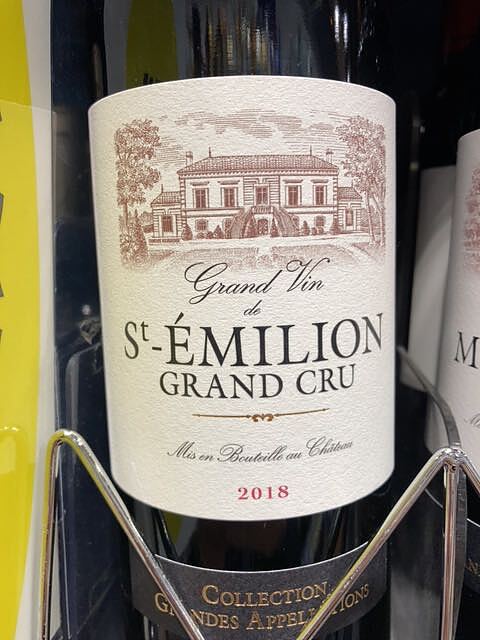 Grand Vin
de
St-ÉMILION
GRAND CRU
Mis en Bouteille au Château
2018
COLLECTION
GRANDES APPELLATIONS
M